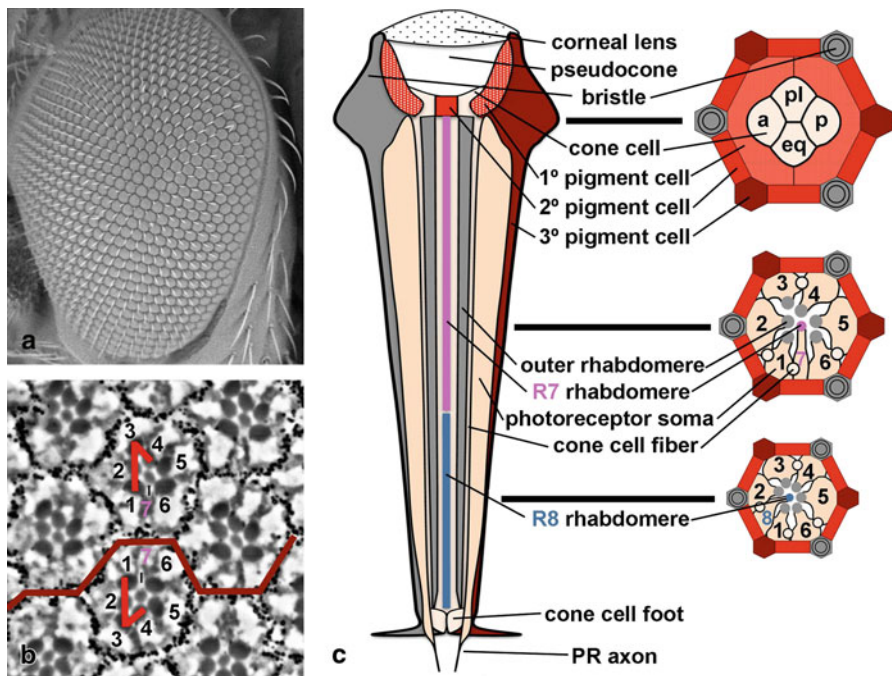 a
3
4
2
5
1
7
6
7
1
6
2
5
3
4
b
corneal lens
pseudocone
bristle
cone cell
1º pigment cell
2º pigment cell
3º pigment cell
outer rhabdomere
R7 rhabdomere
photoreceptor soma
cone cell fiber
R8 rhabdomere
cone cell foot
PR axon
c
pl
a
p
eq
3
4
2
5
1
7
6
3
4
2
5
8
1
6